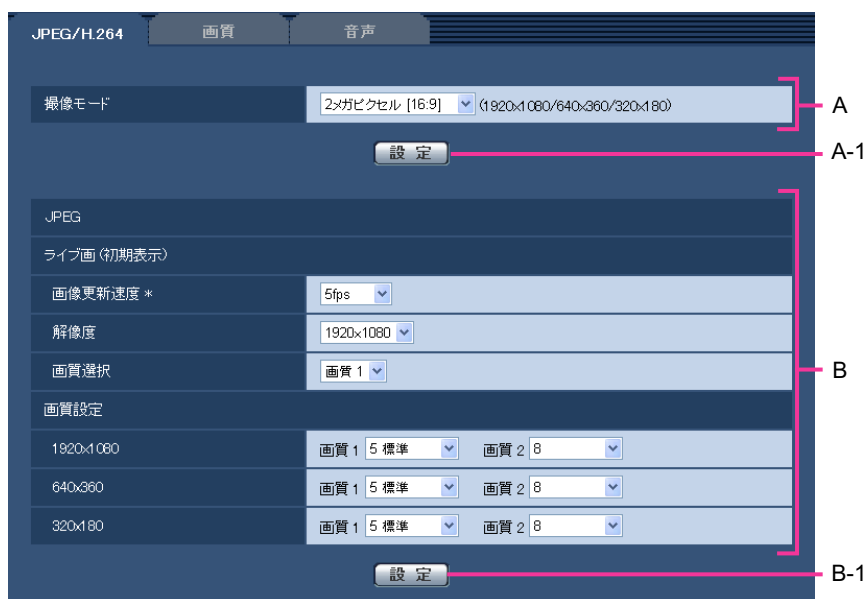 JPEG/H.264 画質 音声
撮像モード 2メガピクセル [16:9] (1920x1080/640x360/320x180) A
設 定 A-1
JPEG
ライブ画(初期表示)
画像更新速度 * 5fps
解像度 1920x1080
画質選択 画質 1 B
画質設定
1920x1080 画質 1 5 標準 画質 2 8
640x360 画質 1 5 標準 画質 2 8
320x180 画質 1 5 標準 画質 2 8
設 定 B-1